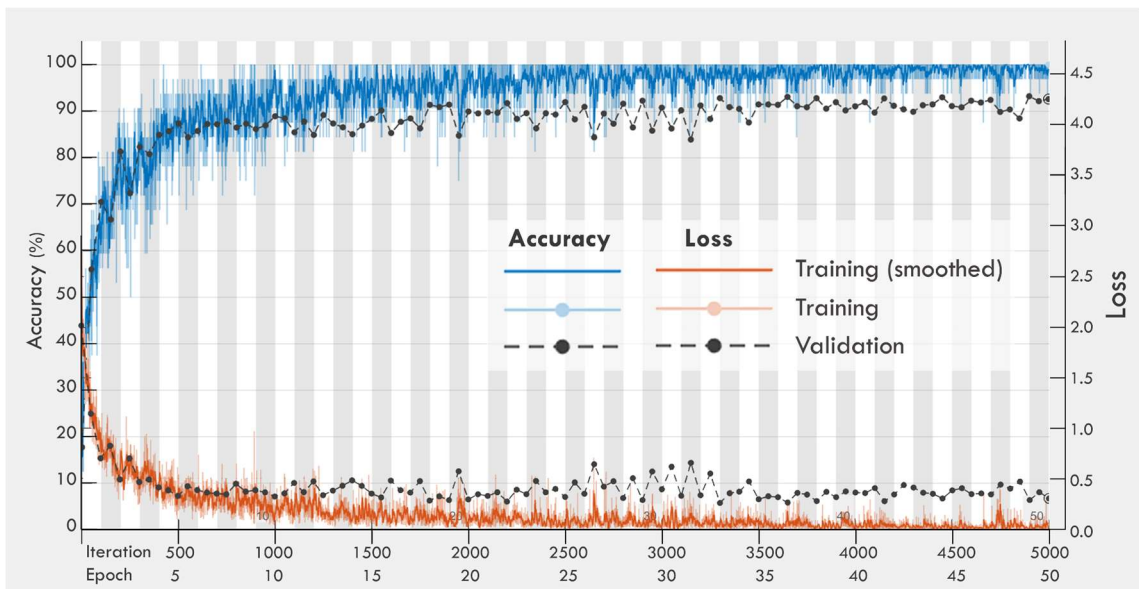 100
90
80
70
60
50
40
30
20
10
0
Accuracy (%)
4.5
4.0
3.5
3.0
2.5
2.0
1.5
1.0
0.5
0.0
Loss
Accuracy Loss
Training (smoothed)
Training
Validation
10 20 30 40 50
Iteration 500 1000 1500 2000 2500 3000 3500 4000 4500 5000
Epoch 5 10 15 20 25 30 35 40 45 50